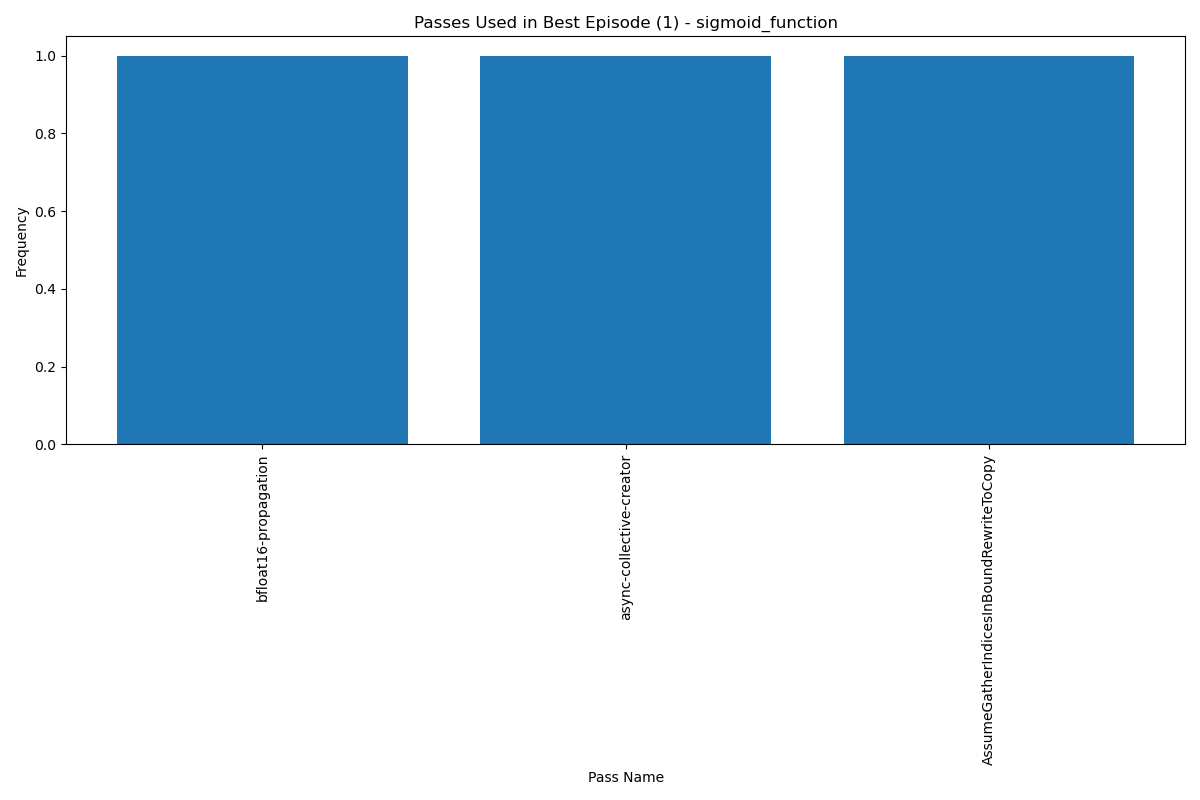 Passes Used in Best Episode (1) - sigmoid_function
Frequency
1.0
0.8
0.6
0.4
0.2
0.0
bfloat16-propagation
async-collective-creator
AssumeGatherIndicesInBoundRewriteToCopy
Pass Name